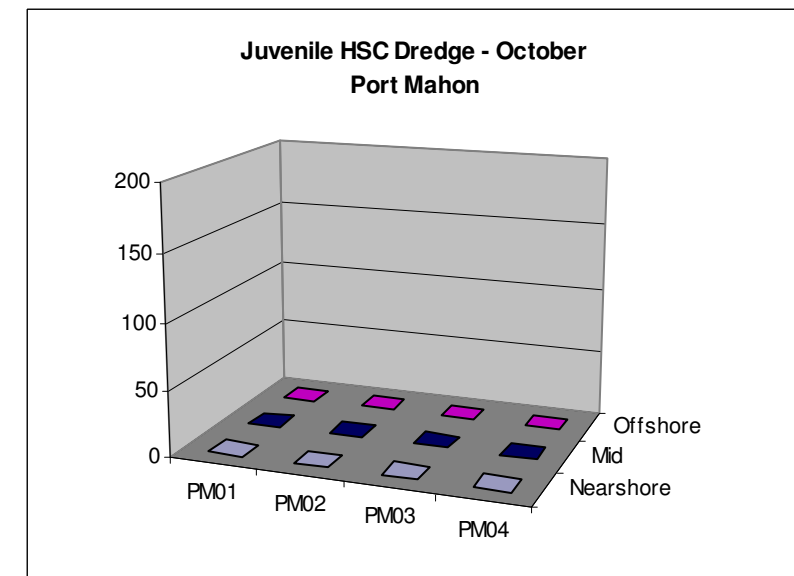 Juvenile HSC Dredge - October
Port Mahon
200
150
100
50
0
PM01
PM02
PM03
PM04
Offshore
Mid
Nearshore